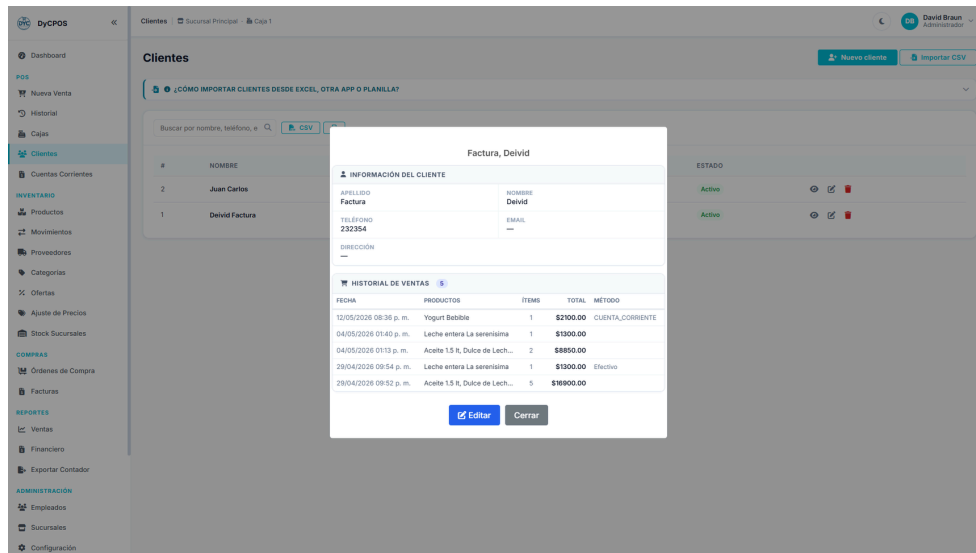 DyC DyCPOS «
Clientes Sucursal Principal - Caja 1
DB David Braun
Administrador
Dashboard
POS
Nueva Venta
Historial
Cajas
Clientes
Cuentas Corrientes
INVENTARIO
Productos
Movimientos
Proveedores
Categorías
Ofertas
Ajuste de Precios
Stock Sucursales
COMPRAS
Órdenes de Compra
Facturas
REPORTES
Ventas
Financiero
Exportar Contador
ADMINISTRACIÓN
Empleados
Sucursales
Configuración
Clientes
Nuevo cliente Importar CSV
¿CÓMO IMPORTAR CLIENTES DESDE EXCEL, OTRA APP O PLANILLA?
Buscar por nombre, teléfono, e CSV
# NOMBRE ESTADO
2 Juan Carlos Activo
1 Deivid Factura Activo
Factura, Deivid
INFORMACIÓN DEL CLIENTE
APELLIDO NOMBRE
Factura Deivid
TELÉFONO EMAIL
232354 —
DIRECCIÓN
—
HISTORIAL DE VENTAS 5
FECHA PRODUCTOS ÍTEMS TOTAL MÉTODO
12/05/2026 08:36 p. m. Yogurt Bebible 1 $2100.00 CUENTA_CORRIENTE
04/05/2026 01:40 p. m. Leche entera La serenisima 1 $1300.00
04/05/2026 01:13 p. m. Aceite 1.5 lt, Dulce de Lech... 2 $8850.00
29/04/2026 09:54 p. m. Leche entera La serenisima 1 $1300.00 Efectivo
29/04/2026 09:52 p. m. Aceite 1.5 lt, Dulce de Lech... 5 $16900.00
Editar Cerrar